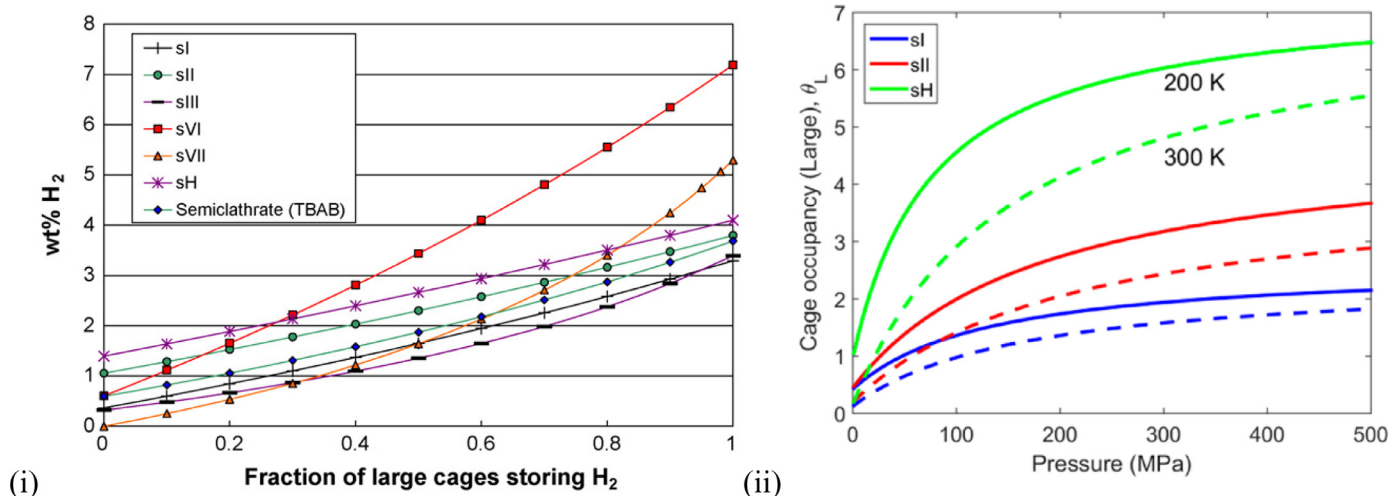 8
7
6
5
4
3
2
1
0
wt% H2
sI
sII
sIII
sVI
sVII
sH
Semiclathrate (TBAB)
0
0.2
0.4
0.6
0.8
1
Fraction of large cages storing H2
(i)
7
6
5
4
3
2
1
0
Cage occupancy (Large), θL
sI
sII
sH
200 K
300 K
0
100
200
300
400
500
Pressure (MPa)
(ii)